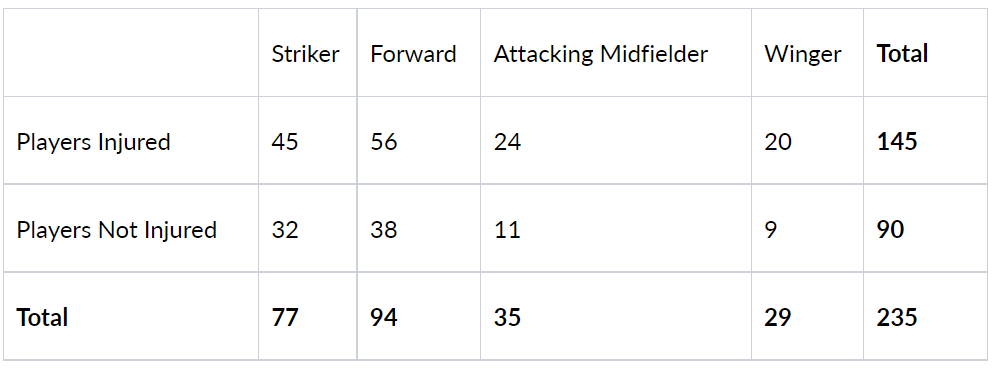 Striker Forward Attacking Midfielder Winger Total
Players Injured 45 56 24 20 145
Players Not Injured 32 38 11 9 90
Total 77 94 35 29 235